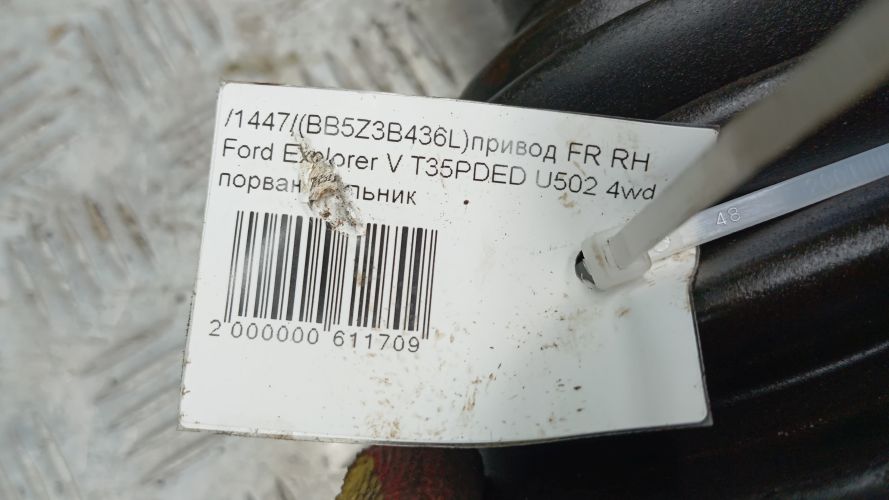 /1447/(BB5Z3B436L)привод FR RH
Ford Explorer V T35PDED U502 4wd
порван
2 000000 611709
48